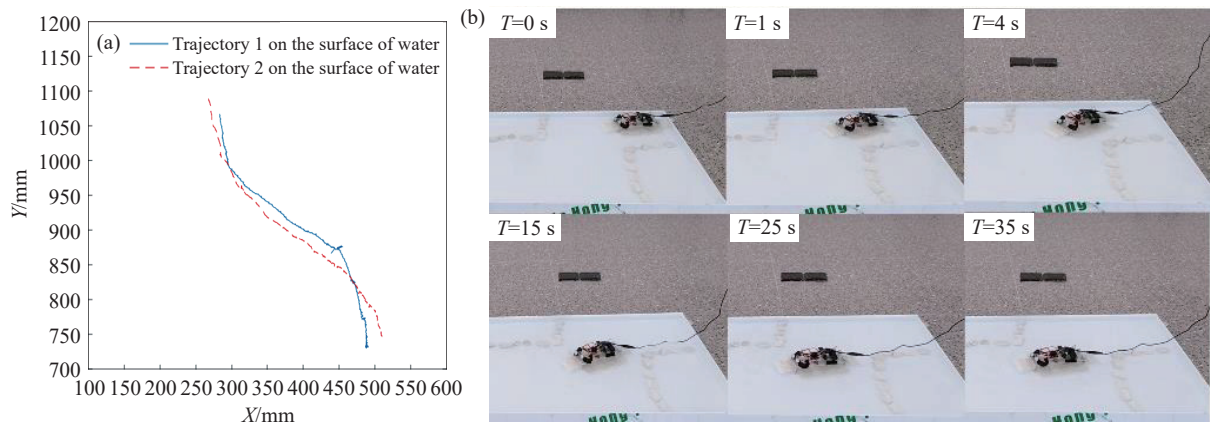 (a)
Trajectory 1 on the surface of water
Trajectory 2 on the surface of water
1200
1150
1100
1050
1000
950
900
850
800
750
700
Y/mm
100 150 200 250 300 350 400 450 500 550 600
X/mm
(b)
T=0 s
T=1 s
T=4 s
T=15 s
T=25 s
T=35 s